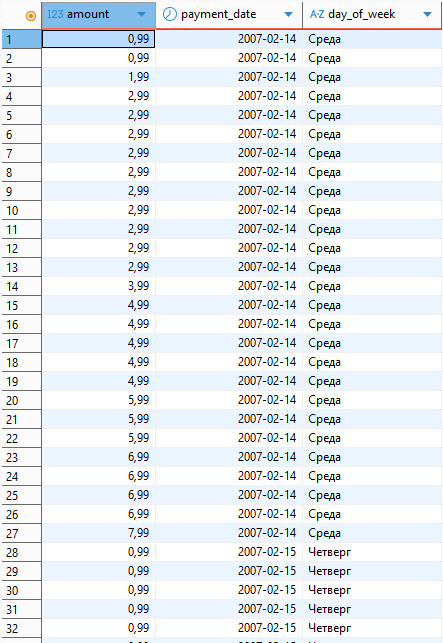 123 amount payment_date A-Z day_of_week
1 0,99 2007-02-14 Среда
2 0,99 2007-02-14 Среда
3 1,99 2007-02-14 Среда
4 2,99 2007-02-14 Среда
5 2,99 2007-02-14 Среда
6 2,99 2007-02-14 Среда
7 2,99 2007-02-14 Среда
8 2,99 2007-02-14 Среда
9 2,99 2007-02-14 Среда
10 2,99 2007-02-14 Среда
11 2,99 2007-02-14 Среда
12 2,99 2007-02-14 Среда
13 2,99 2007-02-14 Среда
14 3,99 2007-02-14 Среда
15 4,99 2007-02-14 Среда
16 4,99 2007-02-14 Среда
17 4,99 2007-02-14 Среда
18 4,99 2007-02-14 Среда
19 4,99 2007-02-14 Среда
20 5,99 2007-02-14 Среда
21 5,99 2007-02-14 Среда
22 5,99 2007-02-14 Среда
23 6,99 2007-02-14 Среда
24 6,99 2007-02-14 Среда
25 6,99 2007-02-14 Среда
26 6,99 2007-02-14 Среда
27 7,99 2007-02-14 Среда
28 0,99 2007-02-15 Четверг
29 0,99 2007-02-15 Четверг
30 0,99 2007-02-15 Четверг
31 0,99 2007-02-15 Четверг
32 0,99 2007-02-15 Четверг